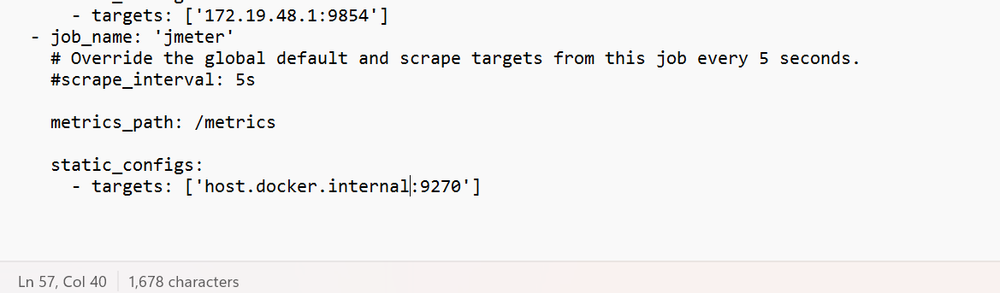 - targets: ['172.19.48.1:9854']
- job_name: 'jmeter'
# Override the global default and scrape targets from this job every 5 seconds.
#scrape_interval: 5s
metrics_path: /metrics
static_configs:
- targets: ['host.docker.internal:9270']
Ln 57, Col 40
1,678 characters